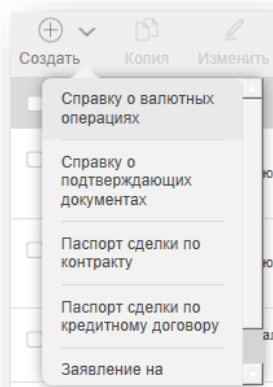 Создать Копия Изменить
Справку о валютных
операциях
Справку о
подтверждающих
документах
Паспорт сделки по
контракту
Паспорт сделки по
кредитному договору
Заявление на